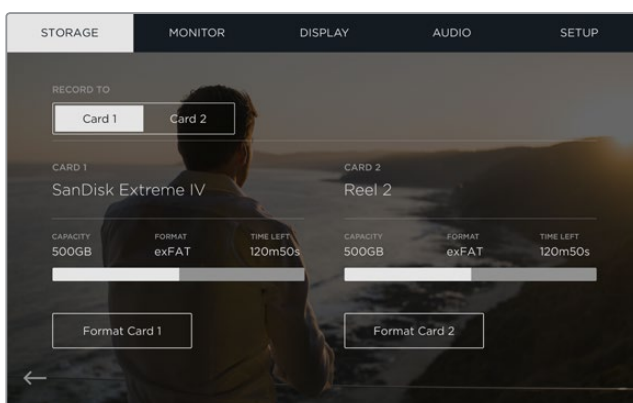 STORAGE MONITOR DISPLAY AUDIO SETUP
RECORD TO
Card 1 Card 2
CARD 1 CARD 2
SanDisk Extreme IV Reel 2
CAPACITY FORMAT TIME LEFT CAPACITY FORMAT TIME LEFT
500GB exFAT 120m50s 500GB exFAT 120m50s
Format Card 1 Format Card 2